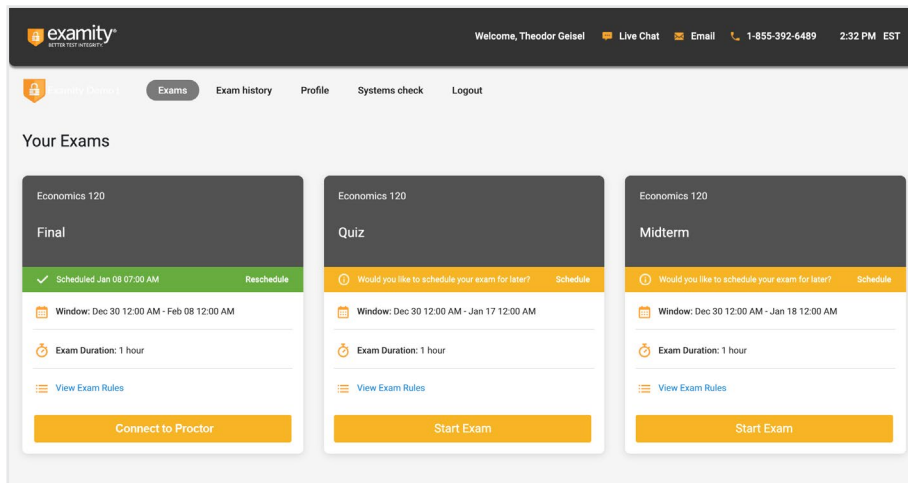 examity®
BETTER TEST INTEGRITY
Welcome, Theodor Geisel Live Chat Email 1-855-392-6489 2:32 PM EST
Exams Exam history Profile Systems check Logout
Your Exams
Economics 120
Final
Scheduled Jan 08 07:00 AM Reschedule
Window: Dec 30 12:00 AM - Feb 08 12:00 AM
Exam Duration: 1 hour
View Exam Rules
Connect to Proctor
Economics 120
Quiz
Would you like to schedule your exam for later? Schedule
Window: Dec 30 12:00 AM - Jan 17 12:00 AM
Exam Duration: 1 hour
View Exam Rules
Start Exam
Economics 120
Midterm
Would you like to schedule your exam for later? Schedule
Window: Dec 30 12:00 AM - Jan 18 12:00 AM
Exam Duration: 1 hour
View Exam Rules
Start Exam